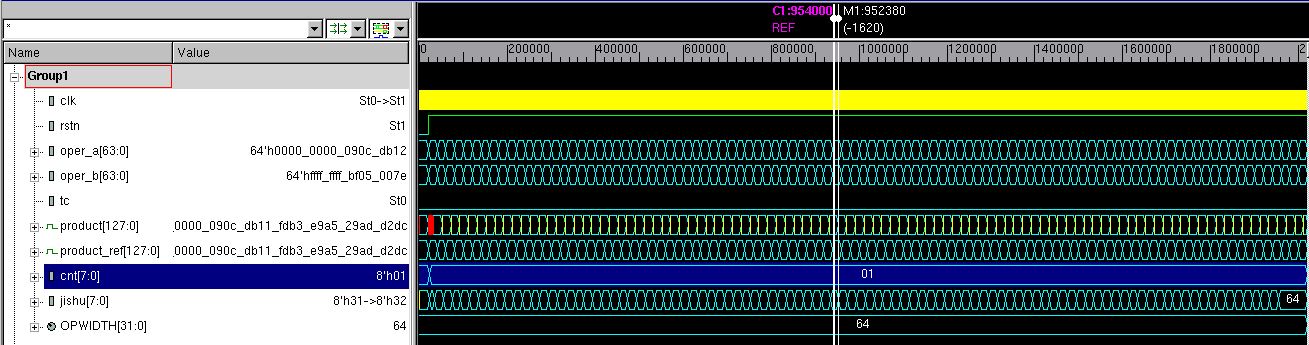 C1:954000 M1:952380
REF (-1620)
*
Name Value
0 200000 400000 600000 800000 1000000 1200000 1400000 1600000 1800000 2
Group1
clk St0->St1
rstn St1
oper_a[63:0] 64'h0000_0000_090c_db12
oper_b[63:0] 64'hffff_ffff_bf05_007e
tc St0
product[127:0] _0000_090c_db11_fdb3_e9a5_29ad_d2dc
product_ref[127:0] _0000_090c_db11_fdb3_e9a5_29ad_d2dc
cnt[7:0] 8'h01 01
jishu[7:0] 8'h31->8'h32 64
OPWIDTH[31:0] 64 64